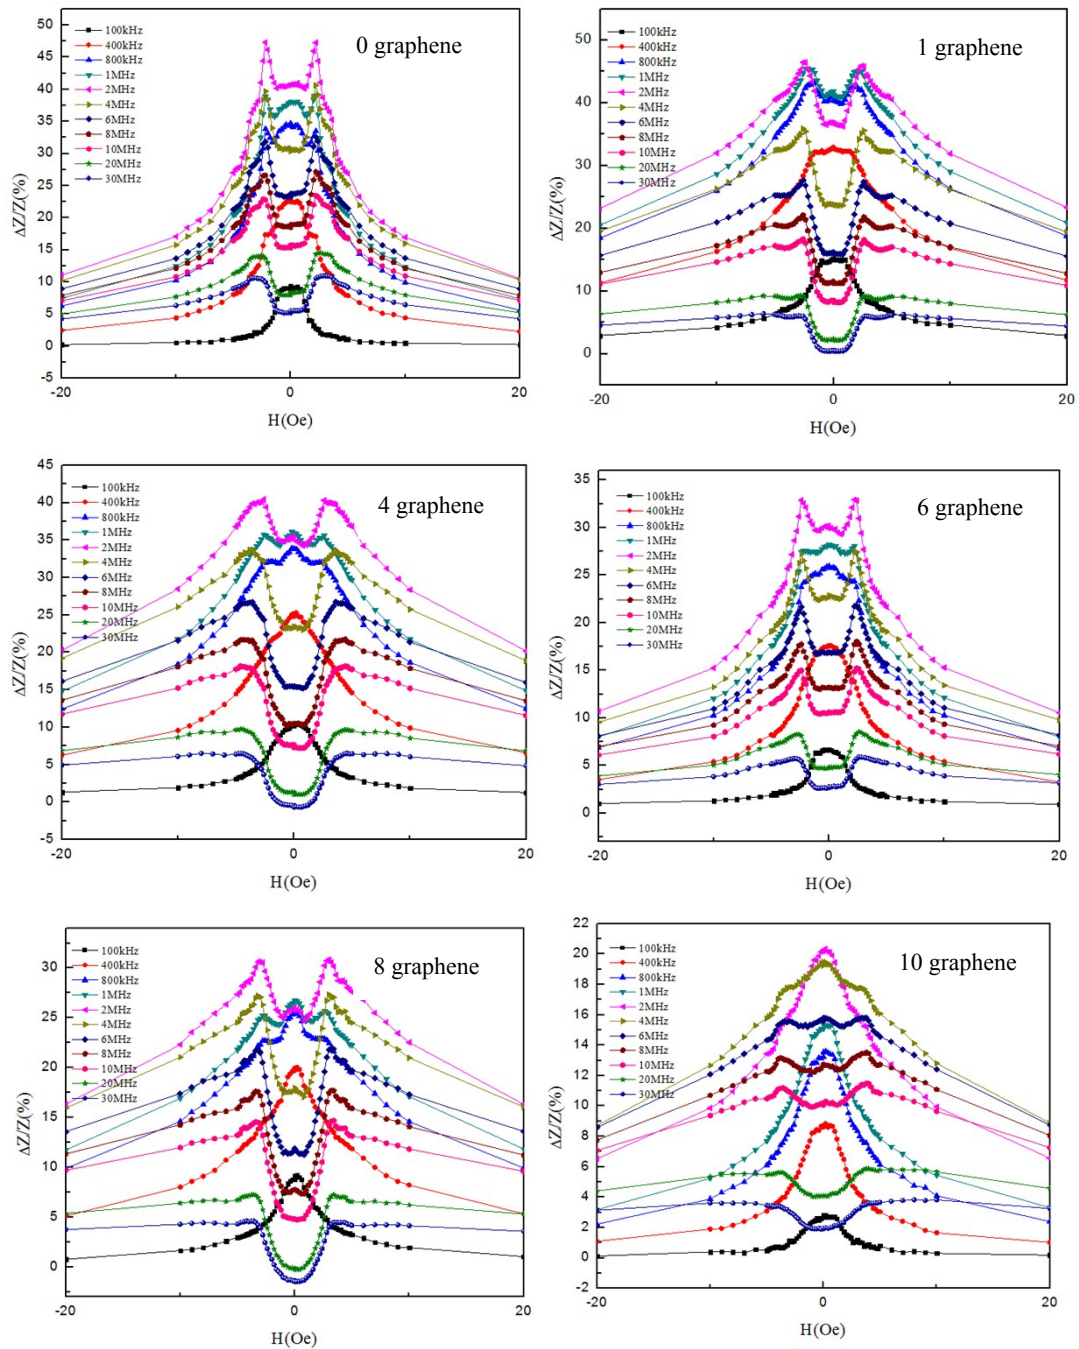 0 graphene
ΔZ/Z(%)
50
45
40
35
30
25
20
15
10
5
0
-5
100kHz
400kHz
800kHz
1MHz
2MHz
4MHz
6MHz
8MHz
10MHz
20MHz
30MHz
-20
0
20
H(Oe)
1 graphene
ΔZ/Z(%)
50
40
30
20
10
0
100kHz
400kHz
800kHz
1MHz
2MHz
4MHz
6MHz
8MHz
10MHz
20MHz
30MHz
-20
0
20
H(Oe)
4 graphene
ΔZ/Z(%)
45
40
35
30
25
20
15
10
5
0
-5
100kHz
400kHz
800kHz
1MHz
2MHz
4MHz
6MHz
8MHz
10MHz
20MHz
30MHz
-20
0
20
H(Oe)
6 graphene
ΔZ/Z(%)
35
30
25
20
15
10
5
0
100kHz
400kHz
800kHz
1MHz
2MHz
4MHz
6MHz
8MHz
10MHz
20MHz
30MHz
-20
0
20
H(Oe)
8 graphene
ΔZ/Z(%)
30
25
20
15
10
5
0
100kHz
400kHz
800kHz
1MHz
2MHz
4MHz
6MHz
8MHz
10MHz
20MHz
30MHz
-20
0
20
H(Oe)
10 graphene
ΔZ/Z(%)
22
20
18
16
14
12
10
8
6
4
2
0
-2
100kHz
400kHz
800kHz
1MHz
2MHz
4MHz
6MHz
8MHz
10MHz
20MHz
30MHz
-20
0
20
H(Oe)